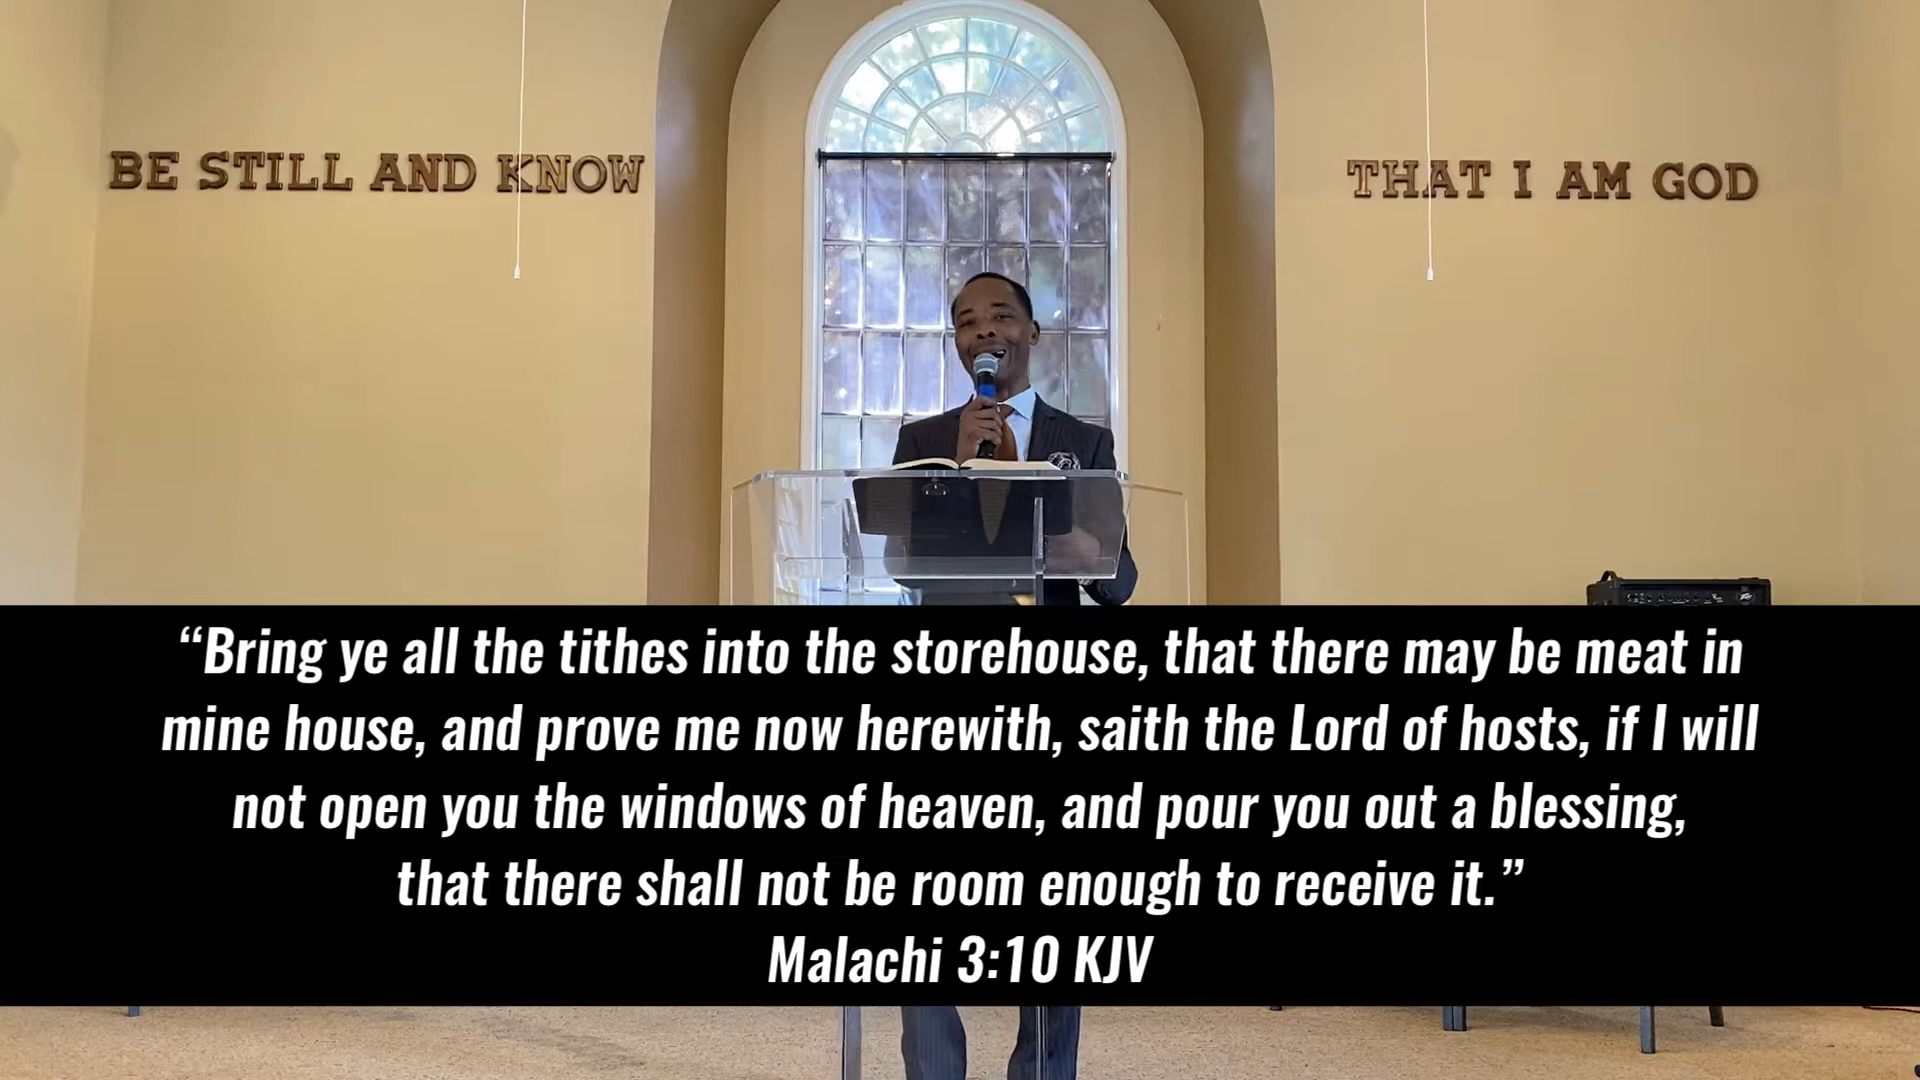 BE STILL AND KNOW
THAT I AM GOD
“Bring ye all the tithes into the storehouse, that there may be meat in
mine house, and prove me now herewith, saith the Lord of hosts, if I will
not open you the windows of heaven, and pour you out a blessing,
that there shall not be room enough to receive it.”
Malachi 3:10 KJV